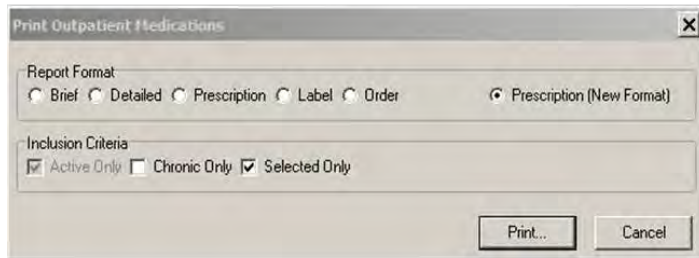 Print Outpatient Medications
Report Format
Brief Detailed Prescription Label Order Prescription (New Format)
Inclusion Criteria
Active Only Chronic Only Selected Only
Print... Cancel